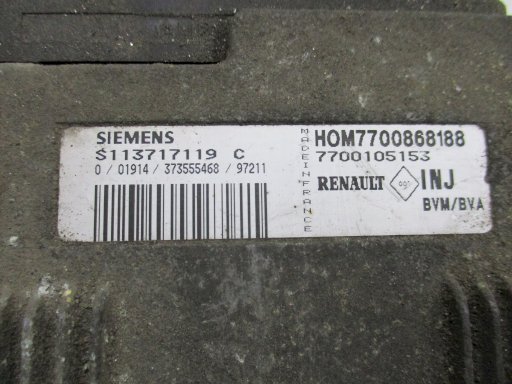 SIEMENS
S113717119 C
0 / 01914 / 373555468 / 97211
MADE IN FRANCE
HOM7700868188
7700105153
RENAULT INJ
BVM/BVA